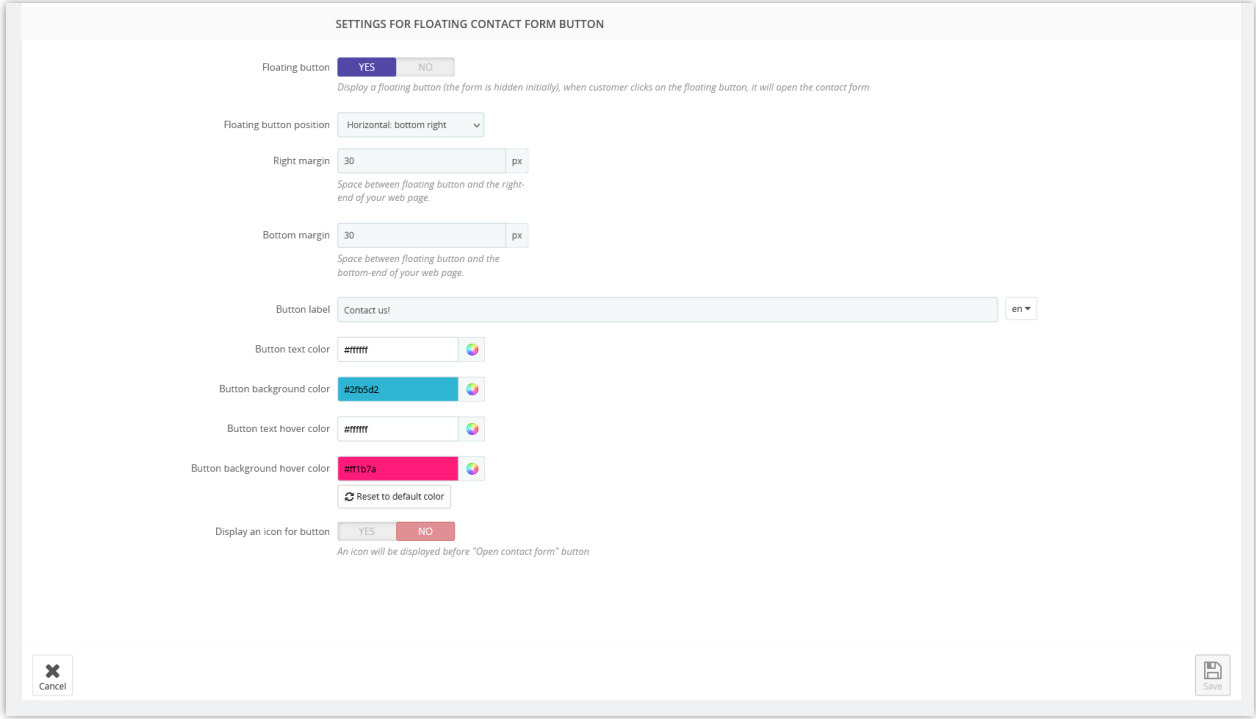 SETTINGS FOR FLOATING CONTACT FORM BUTTON
Floating button YES NO
Display a floating button (the form is hidden initially), when customer clicks on the floating button, it will open the contact form
Floating button position Horizontal: bottom right
Right margin 30 px
Space between floating button and the right-
end of your web page.
Bottom margin 30 px
Space between floating button and the
bottom-end of your web page.
Button label Contact us! en
Button text color #ffffff
Button background color #2fb5d2
Button text hover color #ffffff
Button background hover color #ff1b7a
Reset to default color
Display an icon for button YES NO
An icon will be displayed before "Open contact form" button
Cancel Save